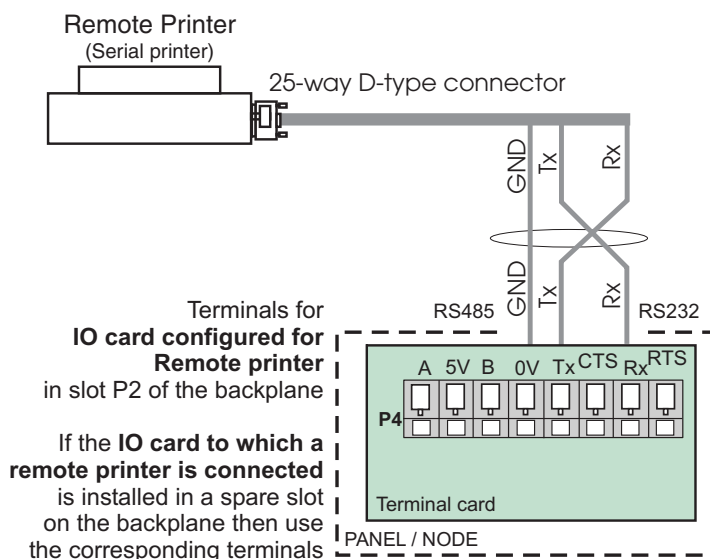 Remote Printer
(Serial printer)
25-way D-type connector
GND
Tx
Rx
GND
Tx
Rx
RS485
RS232
Terminals for
IO card configured for
Remote printer
in slot P2 of the backplane
If the IO card to which a
remote printer is connected
is installed in a spare slot
on the backplane then use
the corresponding terminals
A 5V B 0V Tx CTS Rx RTS
P4
Terminal card
PANEL / NODE